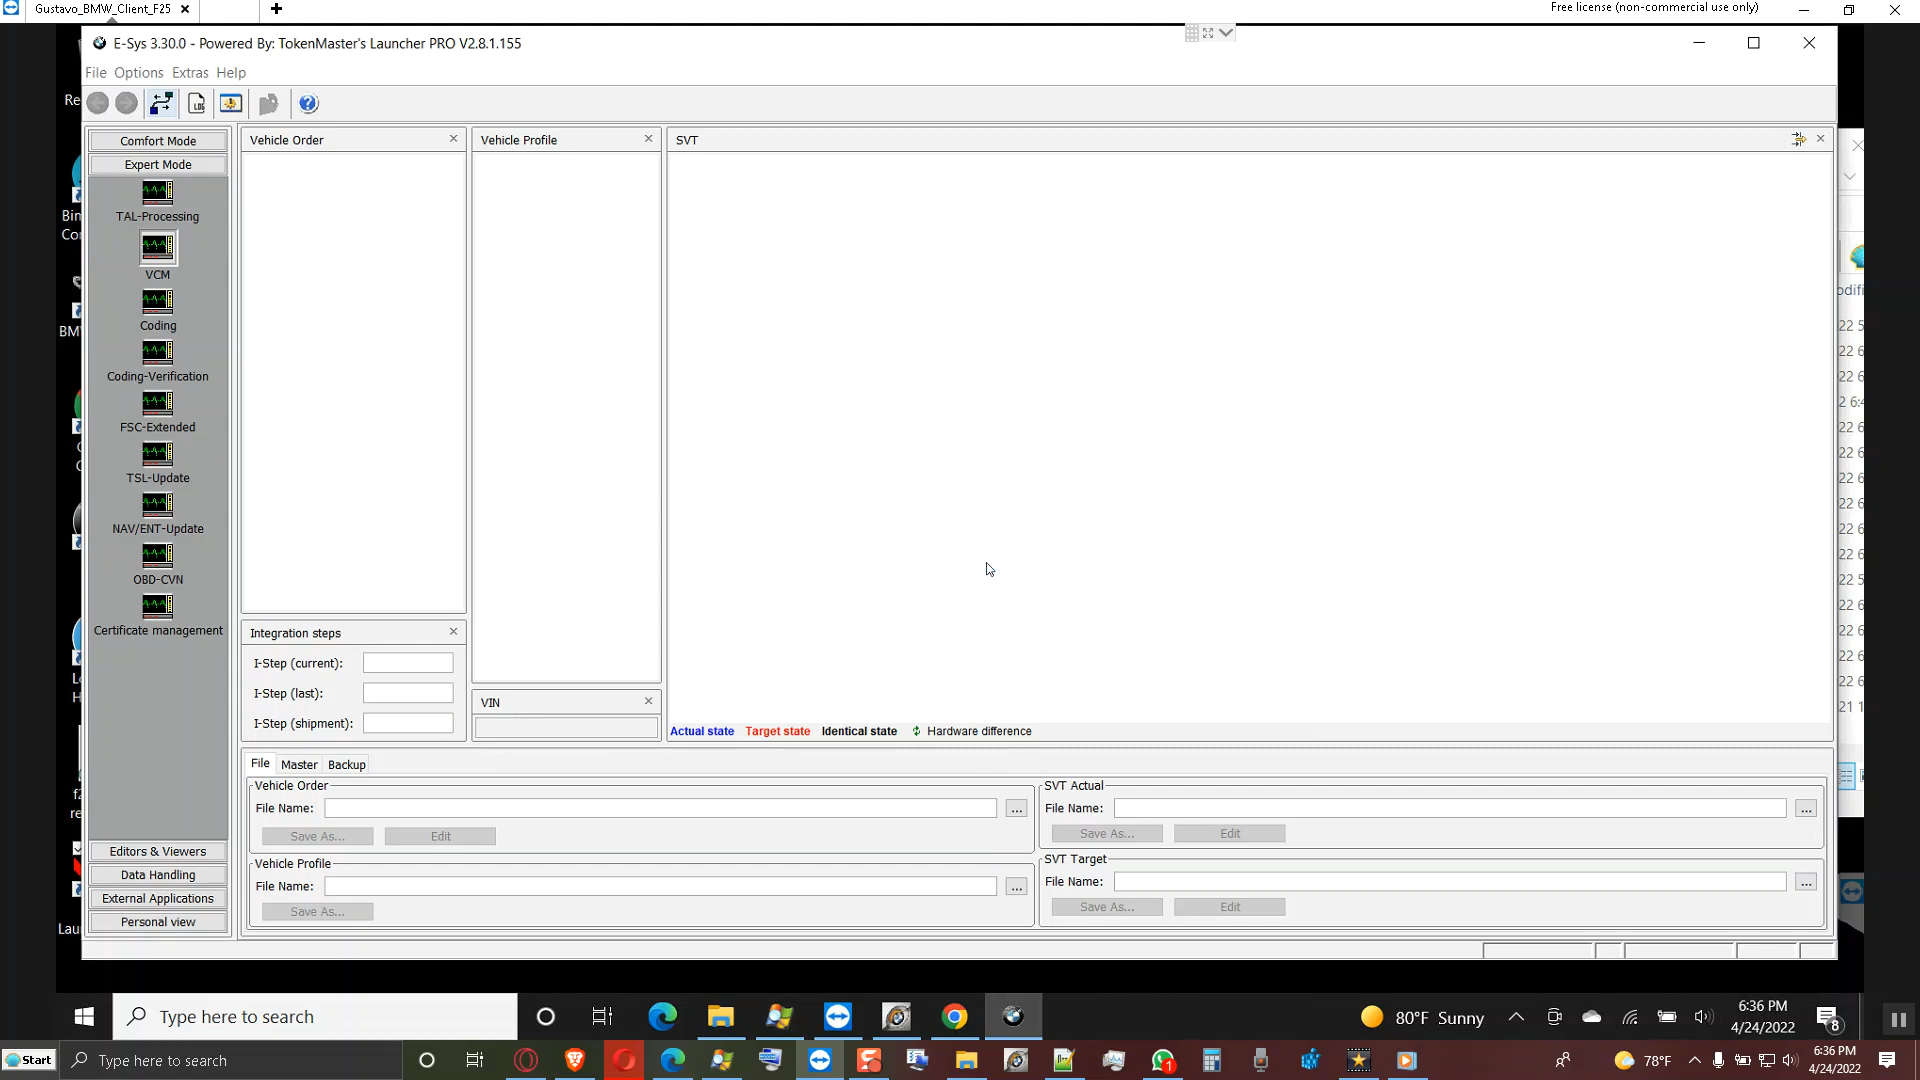 Gustavo_BMW_Client_F25
Free license (non-commercial use only)
E-Sys 3.30.0 - Powered By: TokenMaster's Launcher PRO V2.8.1.155
File Options Extras Help
LOG
Comfort Mode
Expert Mode
TAL-Processing
VCM
Coding
Coding-Verification
FSC-Extended
TSL-Update
NAV/ENT-Update
OBD-CVN
Certificate management
Editors & Viewers
Data Handling
External Applications
Personal view
Vehicle Order
Vehicle Profile
SVT
Integration steps
I-Step (current):
I-Step (last):
I-Step (shipment):
VIN
Actual state Target state Identical state Hardware difference
File Master Backup
Vehicle Order
File Name: ...
Save As... Edit
Vehicle Profile
File Name: ...
Save As...
SVT Actual
File Name: ...
Save As... Edit
SVT Target
File Name: ...
Save As... Edit
Type here to search
80°F Sunny
6:36 PM
4/24/2022
8
Start
Type here to search
1
78°F
6:36 PM
4/24/2022